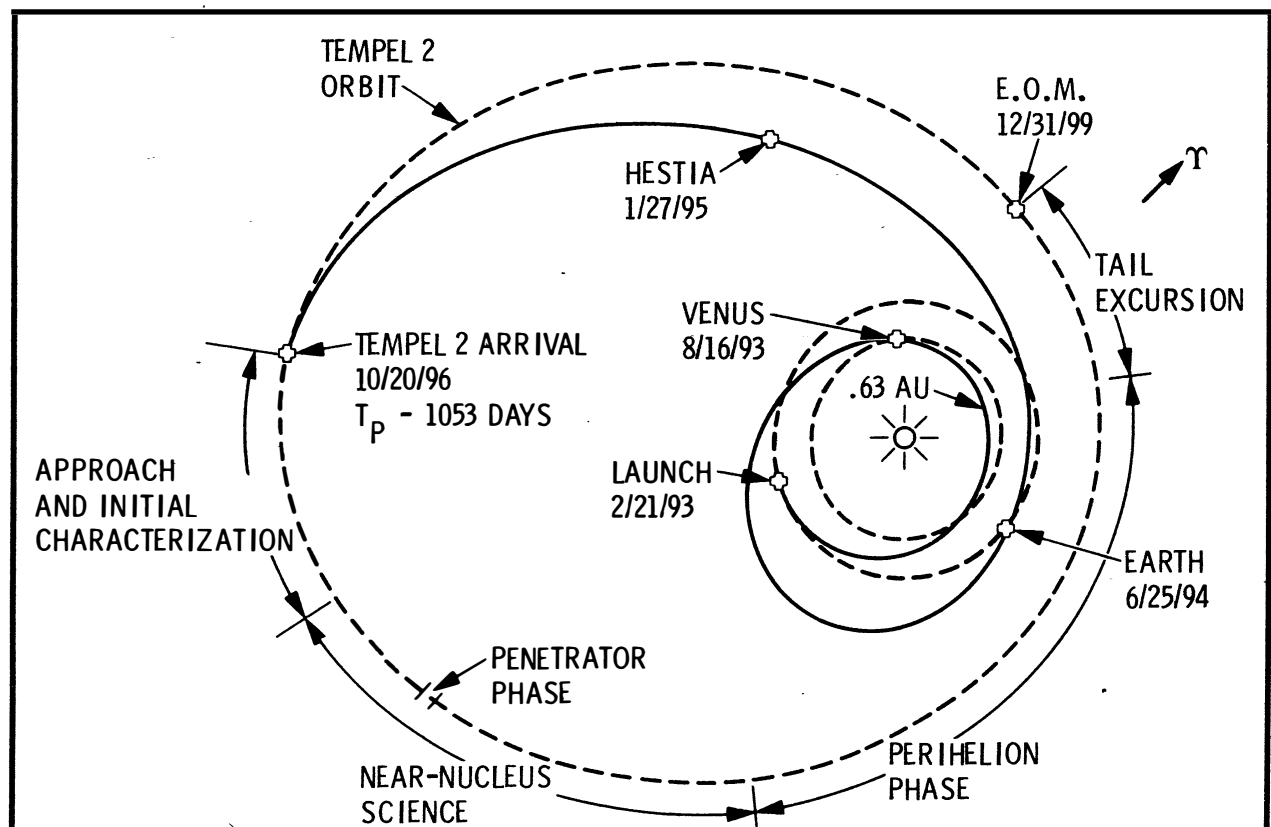 TEMPEL 2
ORBIT
E.O.M.
12/31/99
♈
HESTIA
1/27/95
TAIL
EXCURSION
VENUS
8/16/93
TEMPEL 2 ARRIVAL
10/20/96
T_P - 1053 DAYS
.63 AU
APPROACH
AND INITIAL
CHARACTERIZATION
LAUNCH
2/21/93
EARTH
6/25/94
PENETRATOR
PHASE
NEAR-NUCLEUS
SCIENCE
PERIHELION
PHASE